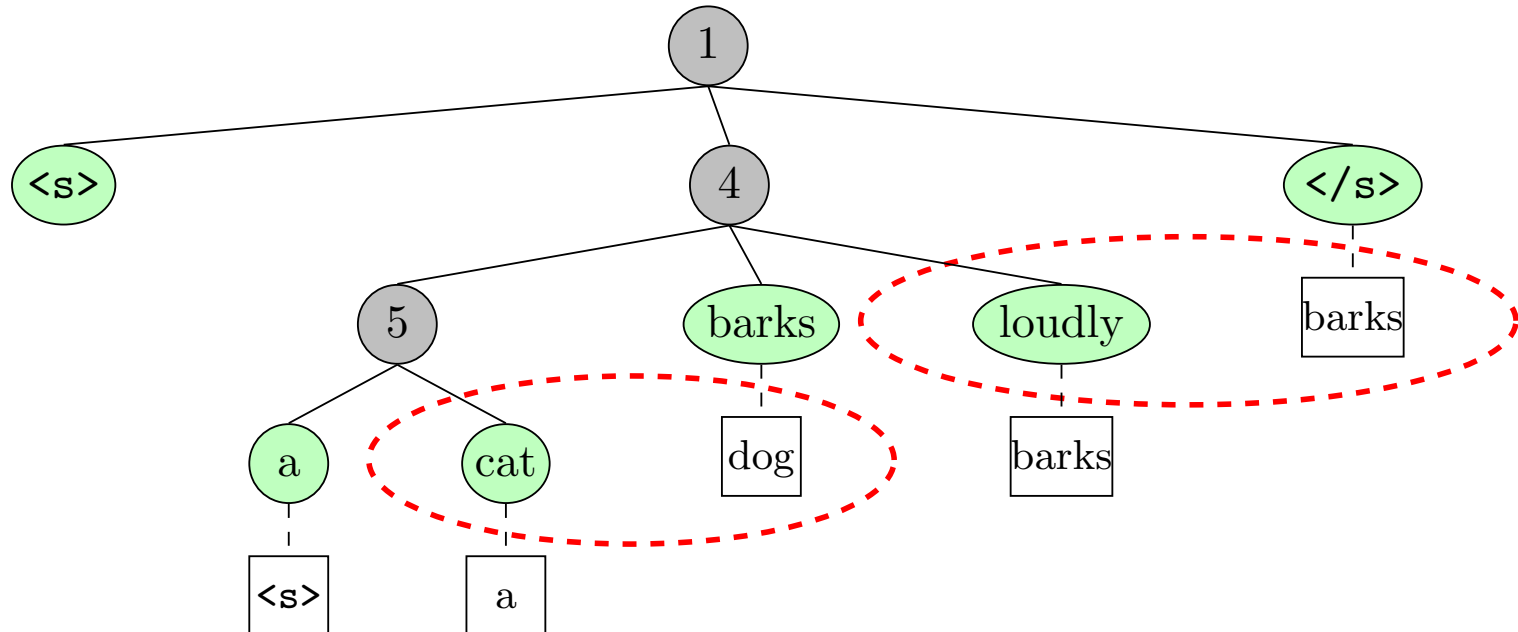 1
<s> 4 </s>
5 barks loudly barks
a cat dog barks
<s> a